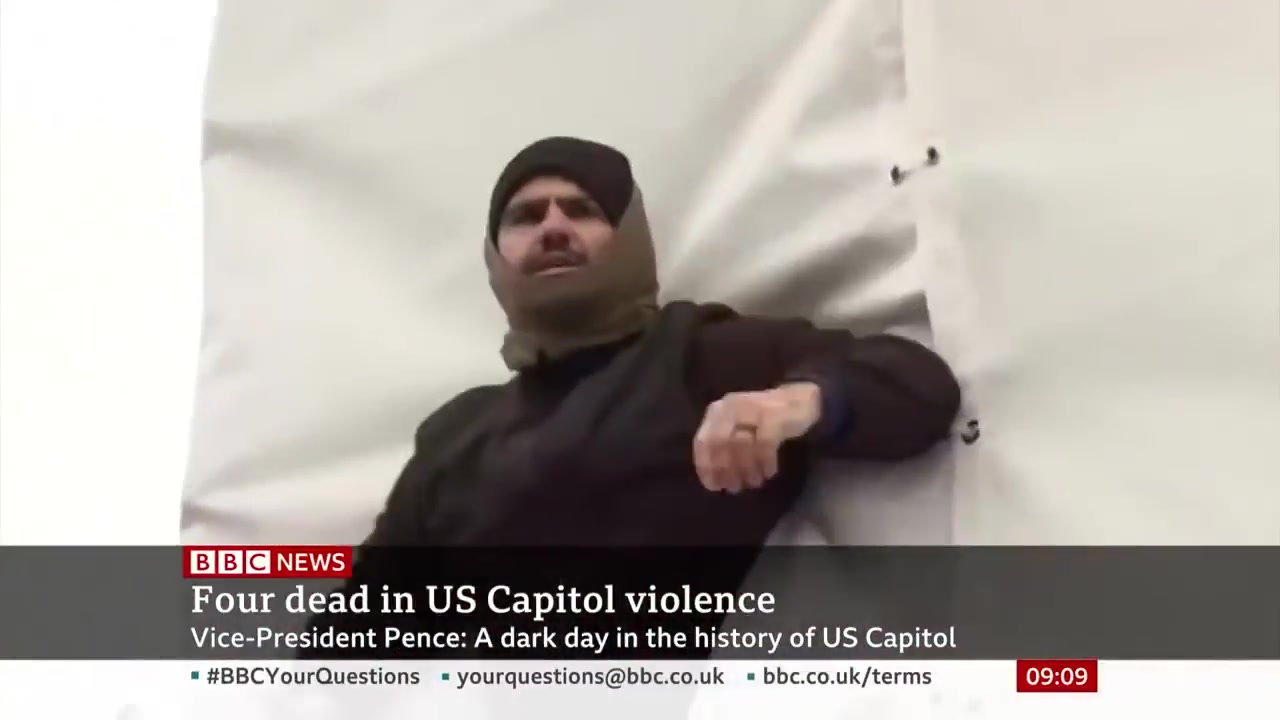 BBC NEWS
Four dead in US Capitol violence
Vice-President Pence: A dark day in the history of US Capitol
#BBCYourQuestions yourquestions@bbc.co.uk bbc.co.uk/terms 09:09